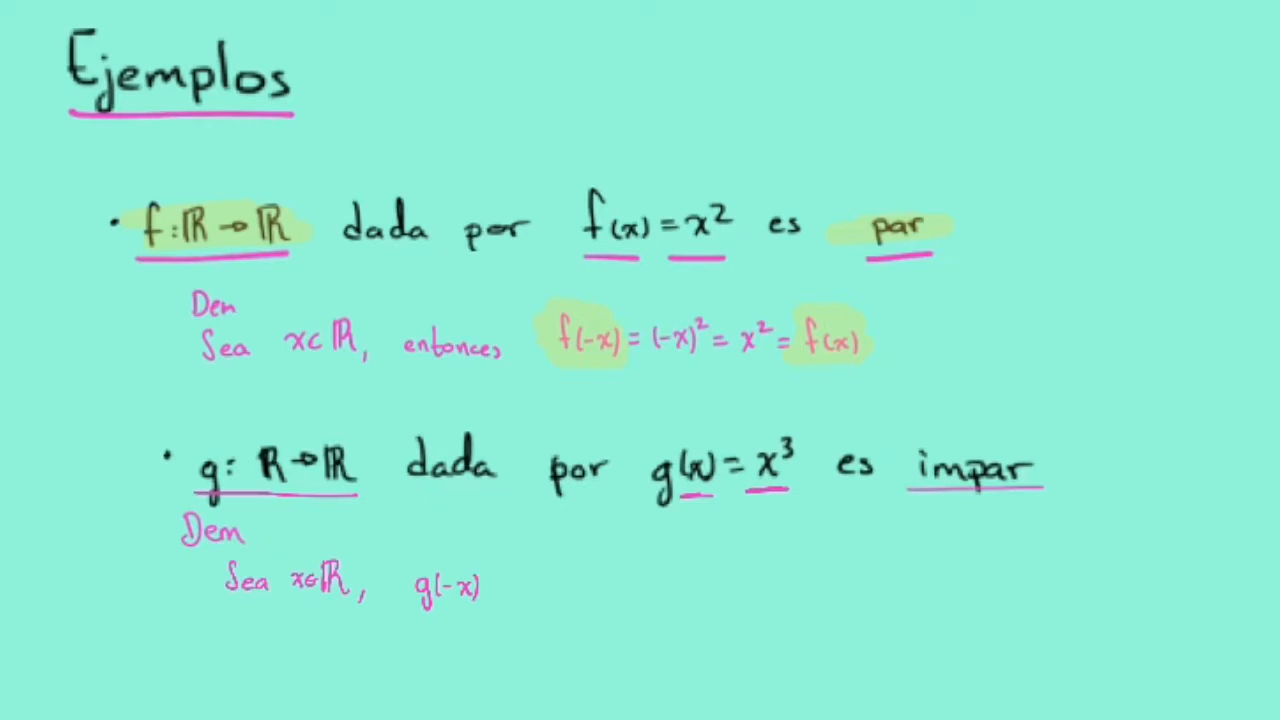 Ejemplos
· f: ℝ → ℝ dada por f(x) = x² es par
Dem
Sea x∈ℝ, entonces f(-x) = (-x)² = x² = f(x)
· g: ℝ → ℝ dada por g(x) = x³ es impar
Dem
Sea x∈ℝ, g(-x)